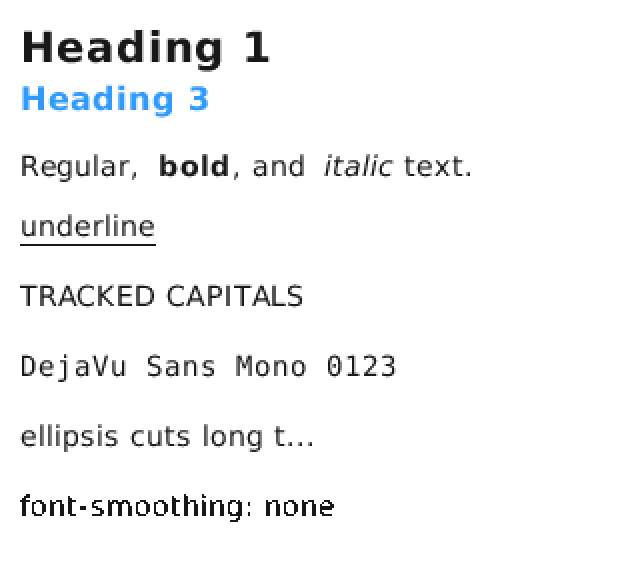 Heading 1
Heading 3
Regular, bold, and italic text.
underline
TRACKED CAPITALS
DejaVu Sans Mono 0123
ellipsis cuts long t...
font-smoothing: none